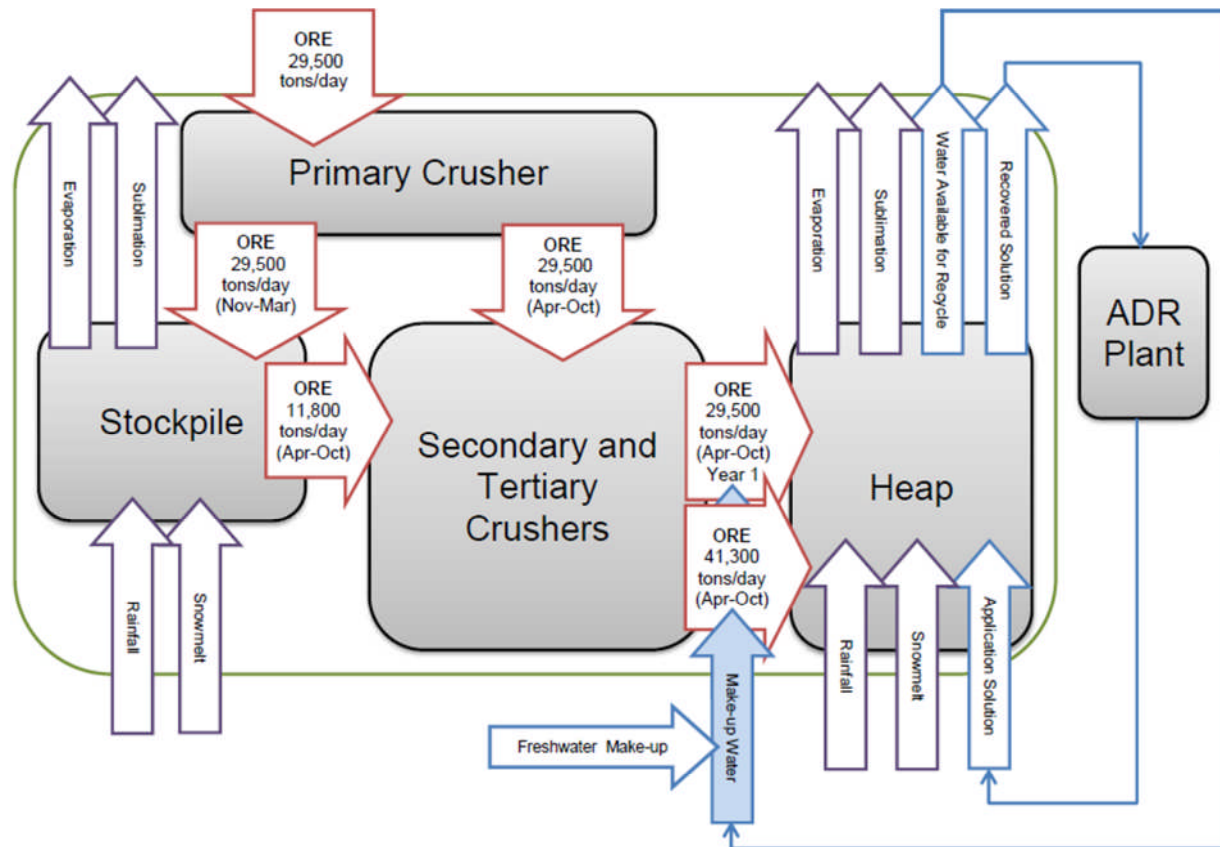 ORE
29,500
tons/day
Primary Crusher
Evaporation
Sublimation
ORE
29,500
tons/day
(Nov-Mar)
ORE
29,500
tons/day
(Apr-Oct)
Evaporation
Sublimation
Water Available for Recycle
Recovered Solution
ADR
Plant
Stockpile
ORE
11,800
tons/day
(Apr-Oct)
Secondary and
Tertiary
Crushers
ORE
29,500
tons/day
(Apr-Oct)
Year 1
Heap
ORE
41,300
tons/day
(Apr-Oct)
Rainfall
Snowmelt
Rainfall
Snowmelt
Application Solution
Freshwater Make-up
Make-up Water